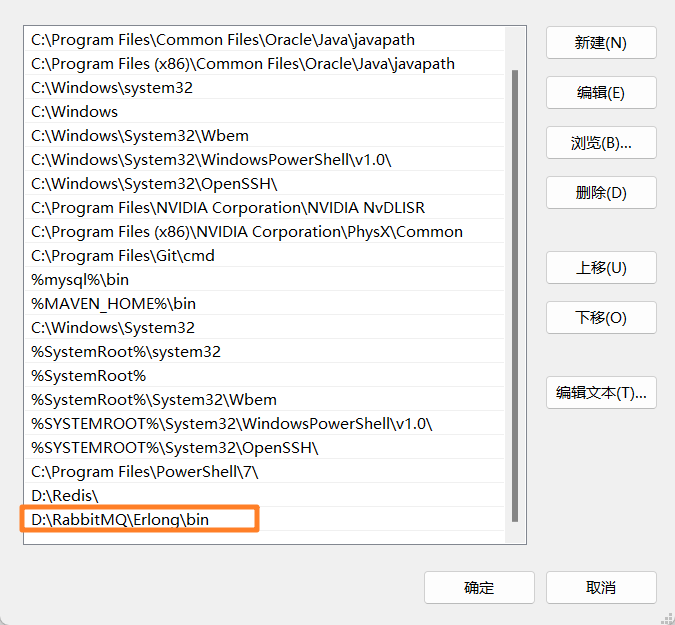 C:\Program Files\Common Files\Oracle\Java\javapath
C:\Program Files (x86)\Common Files\Oracle\Java\javapath
C:\Windows\system32
C:\Windows
C:\Windows\System32\Wbem
C:\Windows\System32\WindowsPowerShell\v1.0\
C:\Windows\System32\OpenSSH\
C:\Program Files\NVIDIA Corporation\NVIDIA NvDLISR
C:\Program Files (x86)\NVIDIA Corporation\PhysX\Common
C:\Program Files\Git\cmd
%mysql%\bin
%MAVEN_HOME%\bin
C:\Windows\System32
%SystemRoot%\system32
%SystemRoot%
%SystemRoot%\System32\Wbem
%SYSTEMROOT%\System32\WindowsPowerShell\v1.0\
%SYSTEMROOT%\System32\OpenSSH\
C:\Program Files\PowerShell\7\
D:\Redis\
D:\RabbitMQ\Erlong\bin
新建(N)
编辑(E)
浏览(B)...
删除(D)
上移(U)
下移(O)
编辑文本(T)...
确定
取消